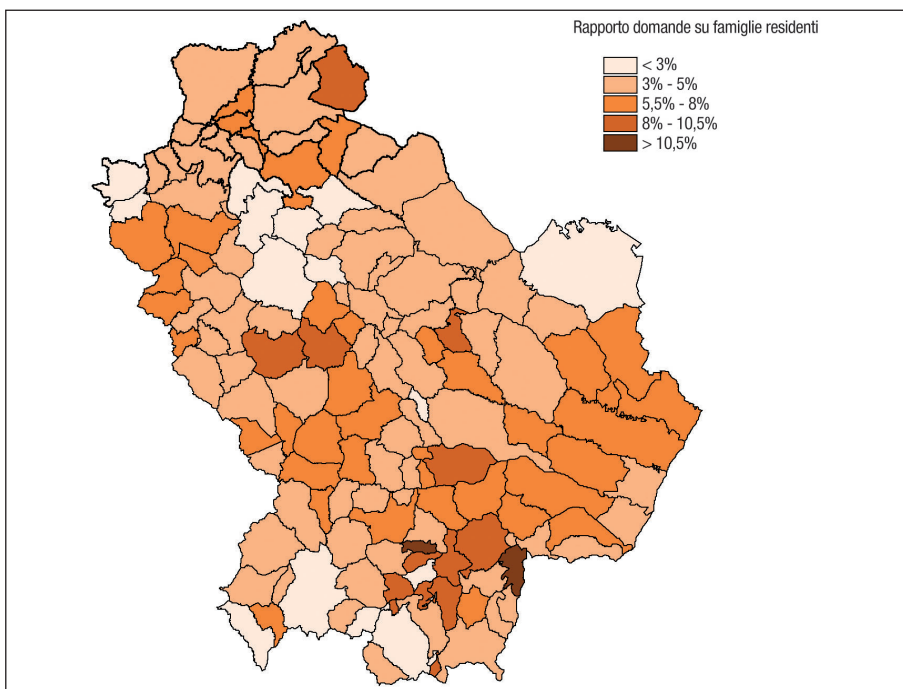 Rapporto domande su famiglie residenti
< 3%
3% - 5%
5,5% - 8%
8% - 10,5%
> 10,5%